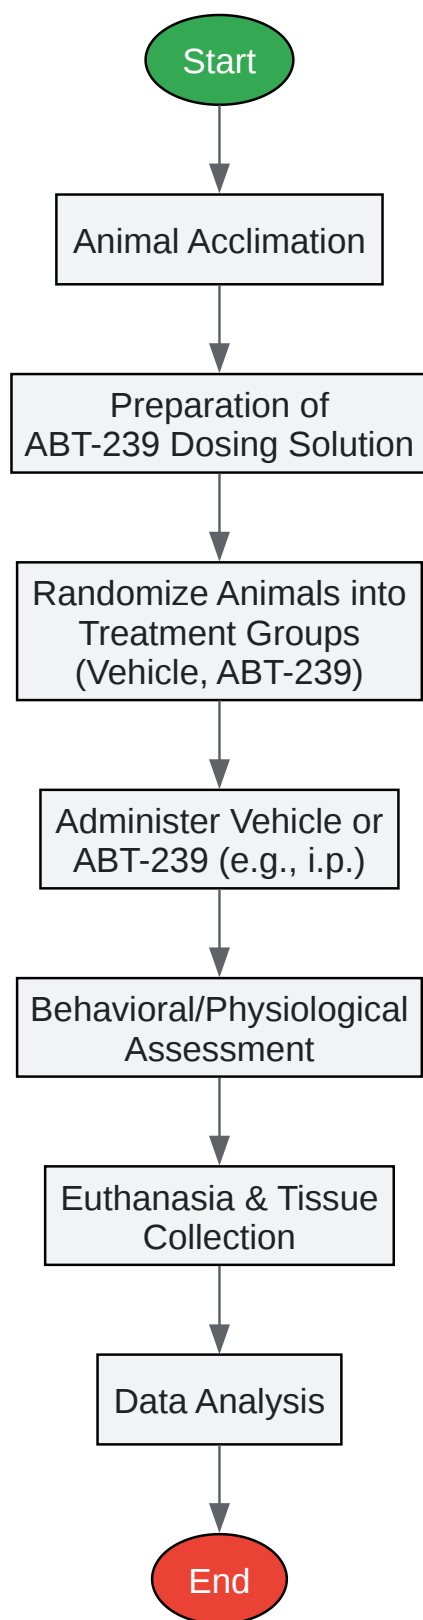 Start
Animal Acclimation
Preparation of
ABT-239 Dosing Solution
Randomize Animals into
Treatment Groups
(Vehicle, ABT-239)
Administer Vehicle or
ABT-239 (e.g., i.p.)
Behavioral/Physiological
Assessment
Euthanasia & Tissue
Collection
Data Analysis
End